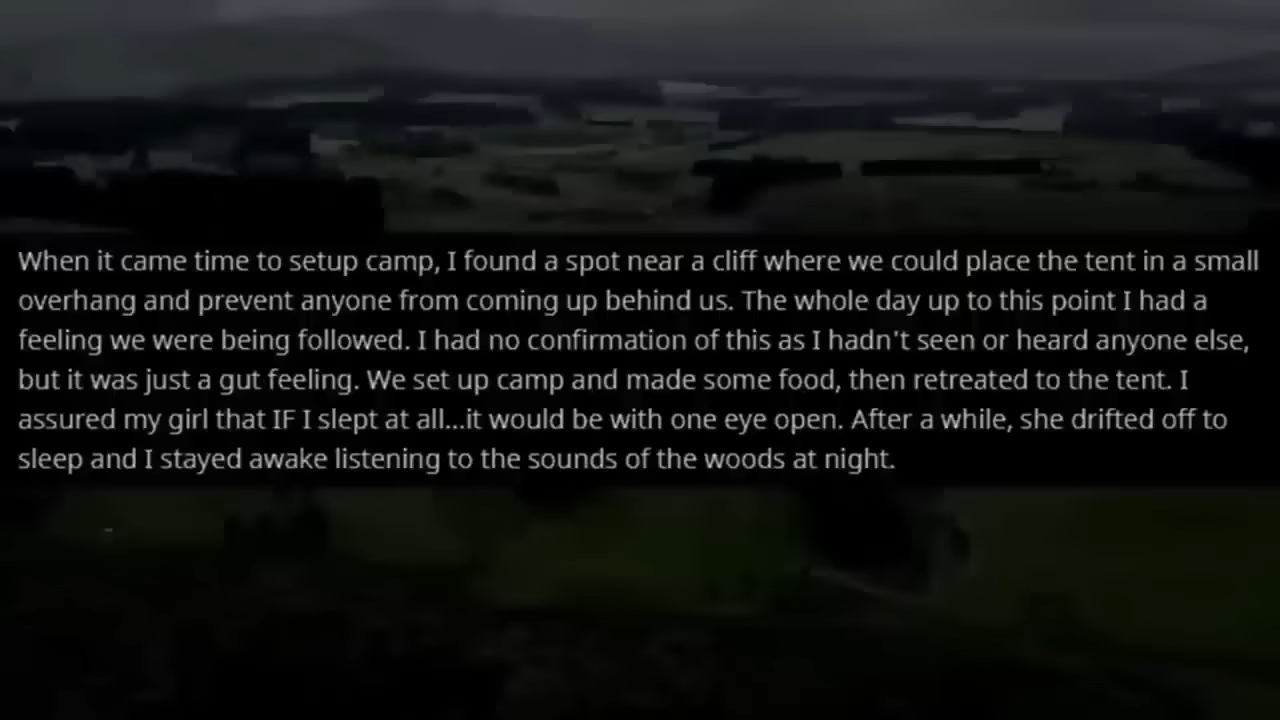 When it came time to setup camp, I found a spot near a cliff where we could place the tent in a small
overhang and prevent anyone from coming up behind us. The whole day up to this point I had a
feeling we were being followed. I had no confirmation of this as I hadn't seen or heard anyone else,
but it was just a gut feeling. We set up camp and made some food, then retreated to the tent. I
assured my girl that IF I slept at all...it would be with one eye open. After a while, she drifted off to
sleep and I stayed awake listening to the sounds of the woods at night.